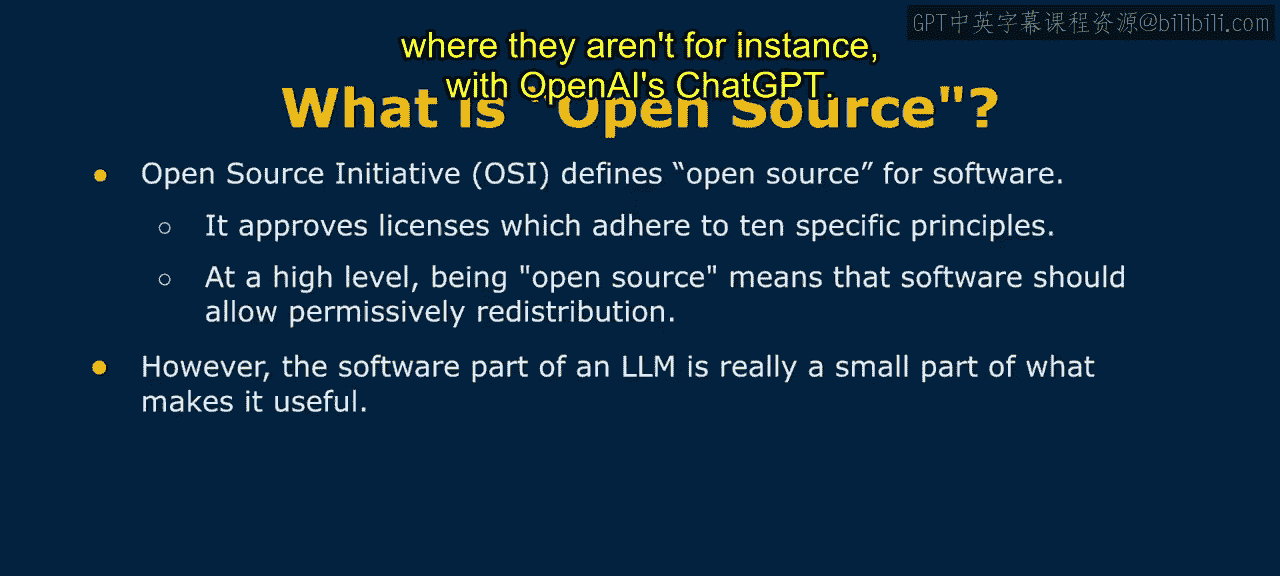 GPT中英字幕课程资源@bilibili.com
where they aren't for instance,
with OpenAI's ChatGPT.
What is "Open Source"?
● Open Source Initiative (OSI) defines “open source” for software.
○ It approves licenses which adhere to ten specific principles.
○ At a high level, being "open source" means that software should
allow permissively redistribution.
● However, the software part of an LLM is really a small part of what
makes it useful.